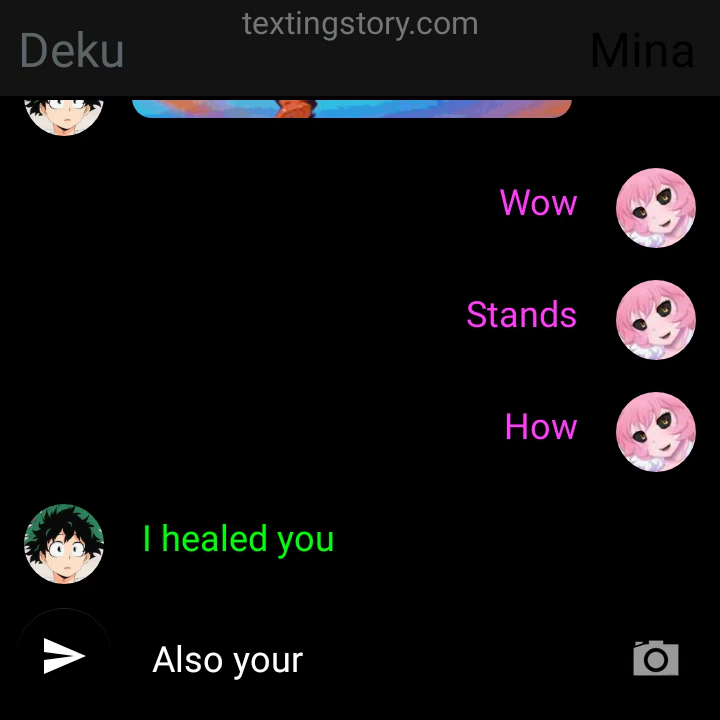 textingstory.com
Deku
Mina
Wow
Stands
How
I healed you
Also your